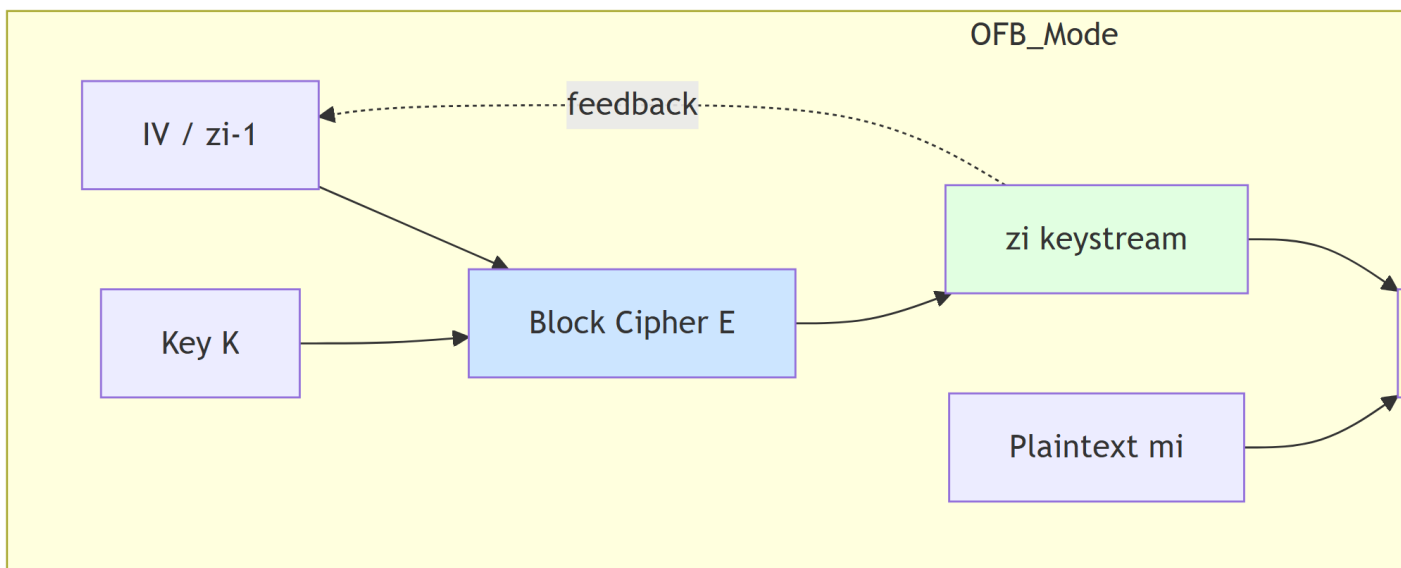 OFB_Mode
feedback
IV / zi-1
zi keystream
Block Cipher E
Key K
Plaintext mi